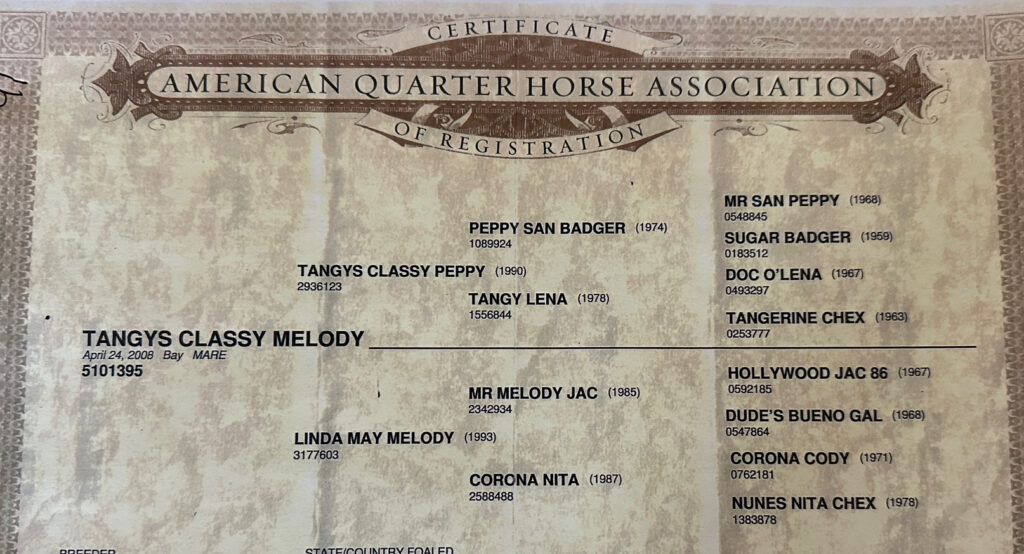 CERTIFICATE
AMERICAN QUARTER HORSE ASSOCIATION
OF REGISTRATION
MR SAN PEPPY (1968)
0548845
PEPPY SAN BADGER (1974)
1089924
SUGAR BADGER (1959)
0183512
TANGYS CLASSY PEPPY (1990)
2936123
DOC O'LENA (1967)
0493297
TANGY LENA (1978)
1556844
TANGERINE CHEX (1963)
0253777
TANGYS CLASSY MELODY
April 24, 2008 Bay MARE
5101395
HOLLYWOOD JAC 86 (1967)
0592185
MR MELODY JAC (1985)
2342934
DUDE'S BUENO GAL (1968)
0547864
LINDA MAY MELODY (1993)
3177603
CORONA CODY (1971)
0762181
CORONA NITA (1987)
2588488
NUNES NITA CHEX (1978)
1383878
BREEDER
STATE/COUNTRY FOALED